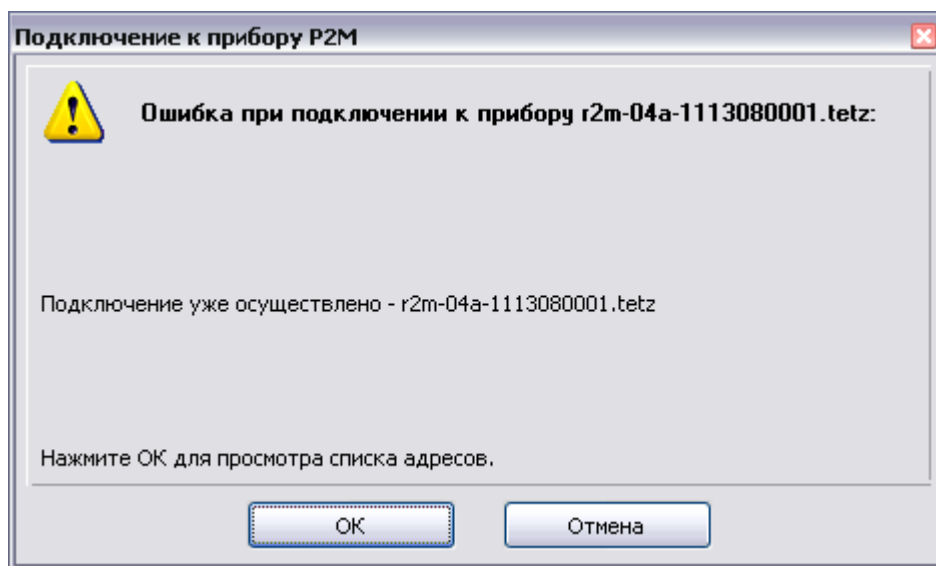 Подключение к прибору Р2М
Ошибка при подключении к прибору r2m-04a-1113080001.tetz:
Подключение уже осуществлено - r2m-04a-1113080001.tetz
Нажмите ОК для просмотра списка адресов.
ОК
Отмена